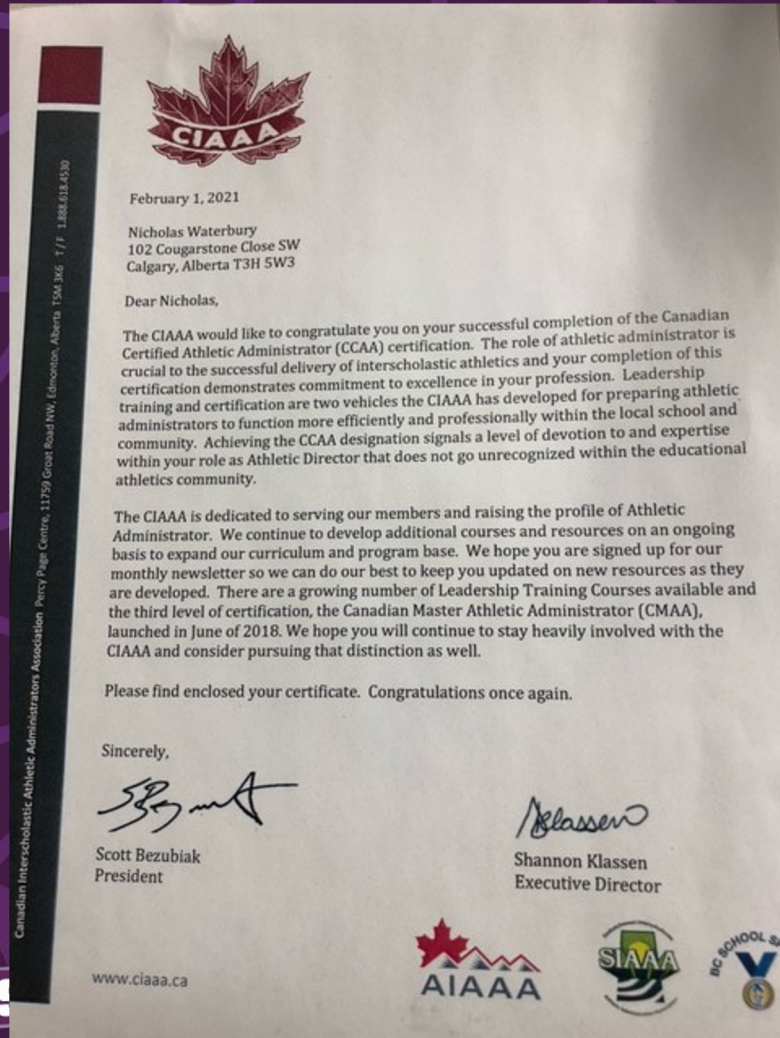 CIAAA
February 1, 2021
Nicholas Waterbury
102 Cougarstone Close SW
Calgary, Alberta T3H 5W3
Dear Nicholas,
The CIAAA would like to congratulate you on your successful completion of the Canadian
Certified Athletic Administrator (CCAA) certification. The role of athletic administrator is
crucial to the successful delivery of interscholastic athletics and your completion of this
certification demonstrates commitment to excellence in your profession. Leadership
training and certification are two vehicles the CIAAA has developed for preparing athletic
administrators to function more efficiently and professionally within the local school and
community. Achieving the CCAA designation signals a level of devotion to and expertise
within your role as Athletic Director that does not go unrecognized within the educational
athletics community.
The CIAAA is dedicated to serving our members and raising the profile of Athletic
Administrator. We continue to develop additional courses and resources on an ongoing
basis to expand our curriculum and program base. We hope you are signed up for our
monthly newsletter so we can do our best to keep you updated on new resources as they
are developed. There are a growing number of Leadership Training Courses available and
the third level of certification, the Canadian Master Athletic Administrator (CMAA),
launched in June of 2018. We hope you will continue to stay heavily involved with the
CIAAA and consider pursuing that distinction as well.
Please find enclosed your certificate. Congratulations once again.
Sincerely,
Scott Bezubiak
President
Shannon Klassen
Executive Director
www.ciaaa.ca
AIAAA
SIAAA
BC SCHOOL
Canadian Interscholastic Athletic Administrators Association Percy Page Centre, 11759 Groat Road NW, Edmonton, Alberta T5M 3K6 T/F 1.888.618.4530